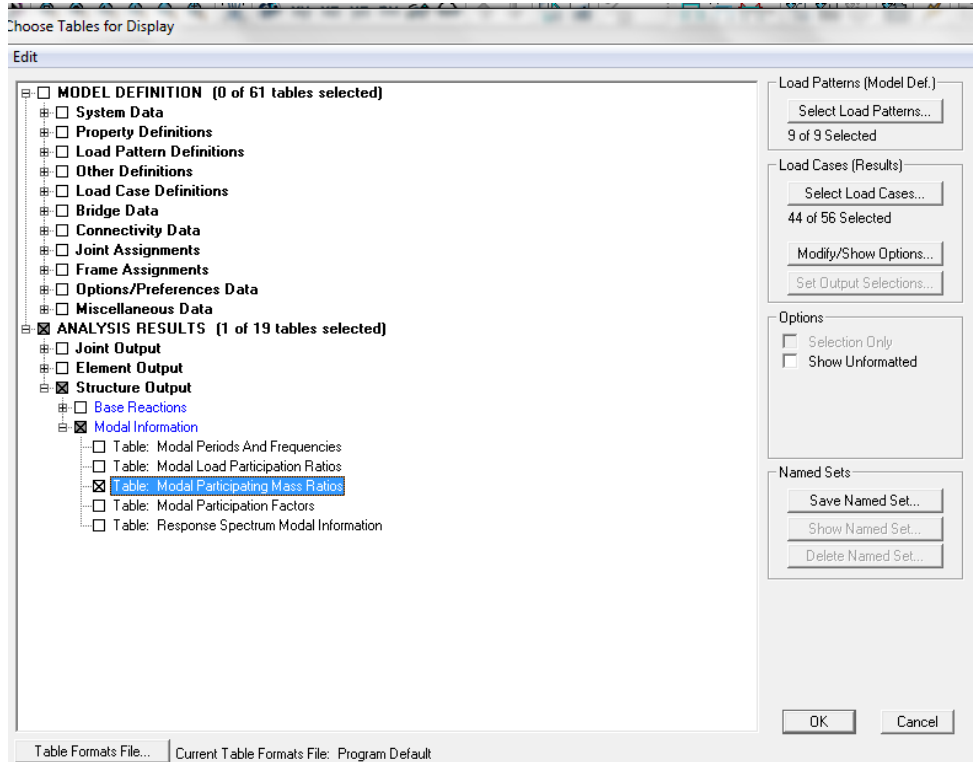 Choose Tables for Display
Edit
MODEL DEFINITION (0 of 61 tables selected)
System Data
Property Definitions
Load Pattern Definitions
Other Definitions
Load Case Definitions
Bridge Data
Connectivity Data
Joint Assignments
Frame Assignments
Options/Preferences Data
Miscellaneous Data
ANALYSIS RESULTS (1 of 19 tables selected)
Joint Output
Element Output
Structure Output
Base Reactions
Modal Information
Table: Modal Periods And Frequencies
Table: Modal Load Participation Ratios
Table: Modal Participating Mass Ratios
Table: Modal Participation Factors
Table: Response Spectrum Modal Information
Load Patterns (Model Def.)
Select Load Patterns...
9 of 9 Selected
Load Cases (Results)
Select Load Cases...
44 of 56 Selected
Modify/Show Options...
Set Output Selections...
Options
Selection Only
Show Unformatted
Named Sets
Save Named Set...
Show Named Set...
Delete Named Set...
OK
Cancel
Table Formats File...
Current Table Formats File: Program Default